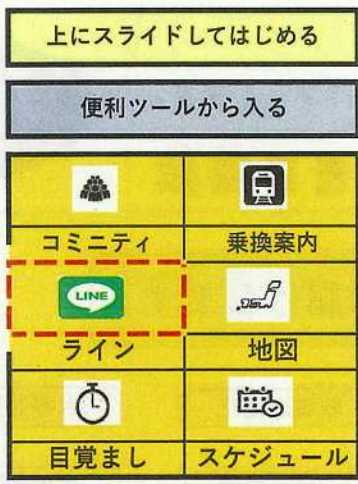 上にスライドしてはじめる
便利ツールから入る
コミニティ
乗換案内
LINE
ライン
地図
目覚まし
スケジュール